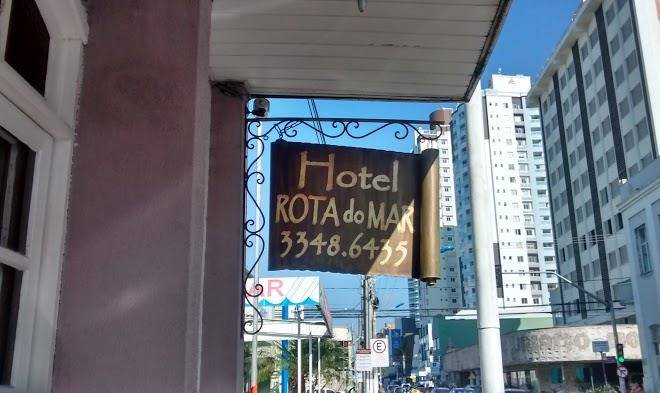 Hotel
ROTA do MAR
3348.6435
R
E